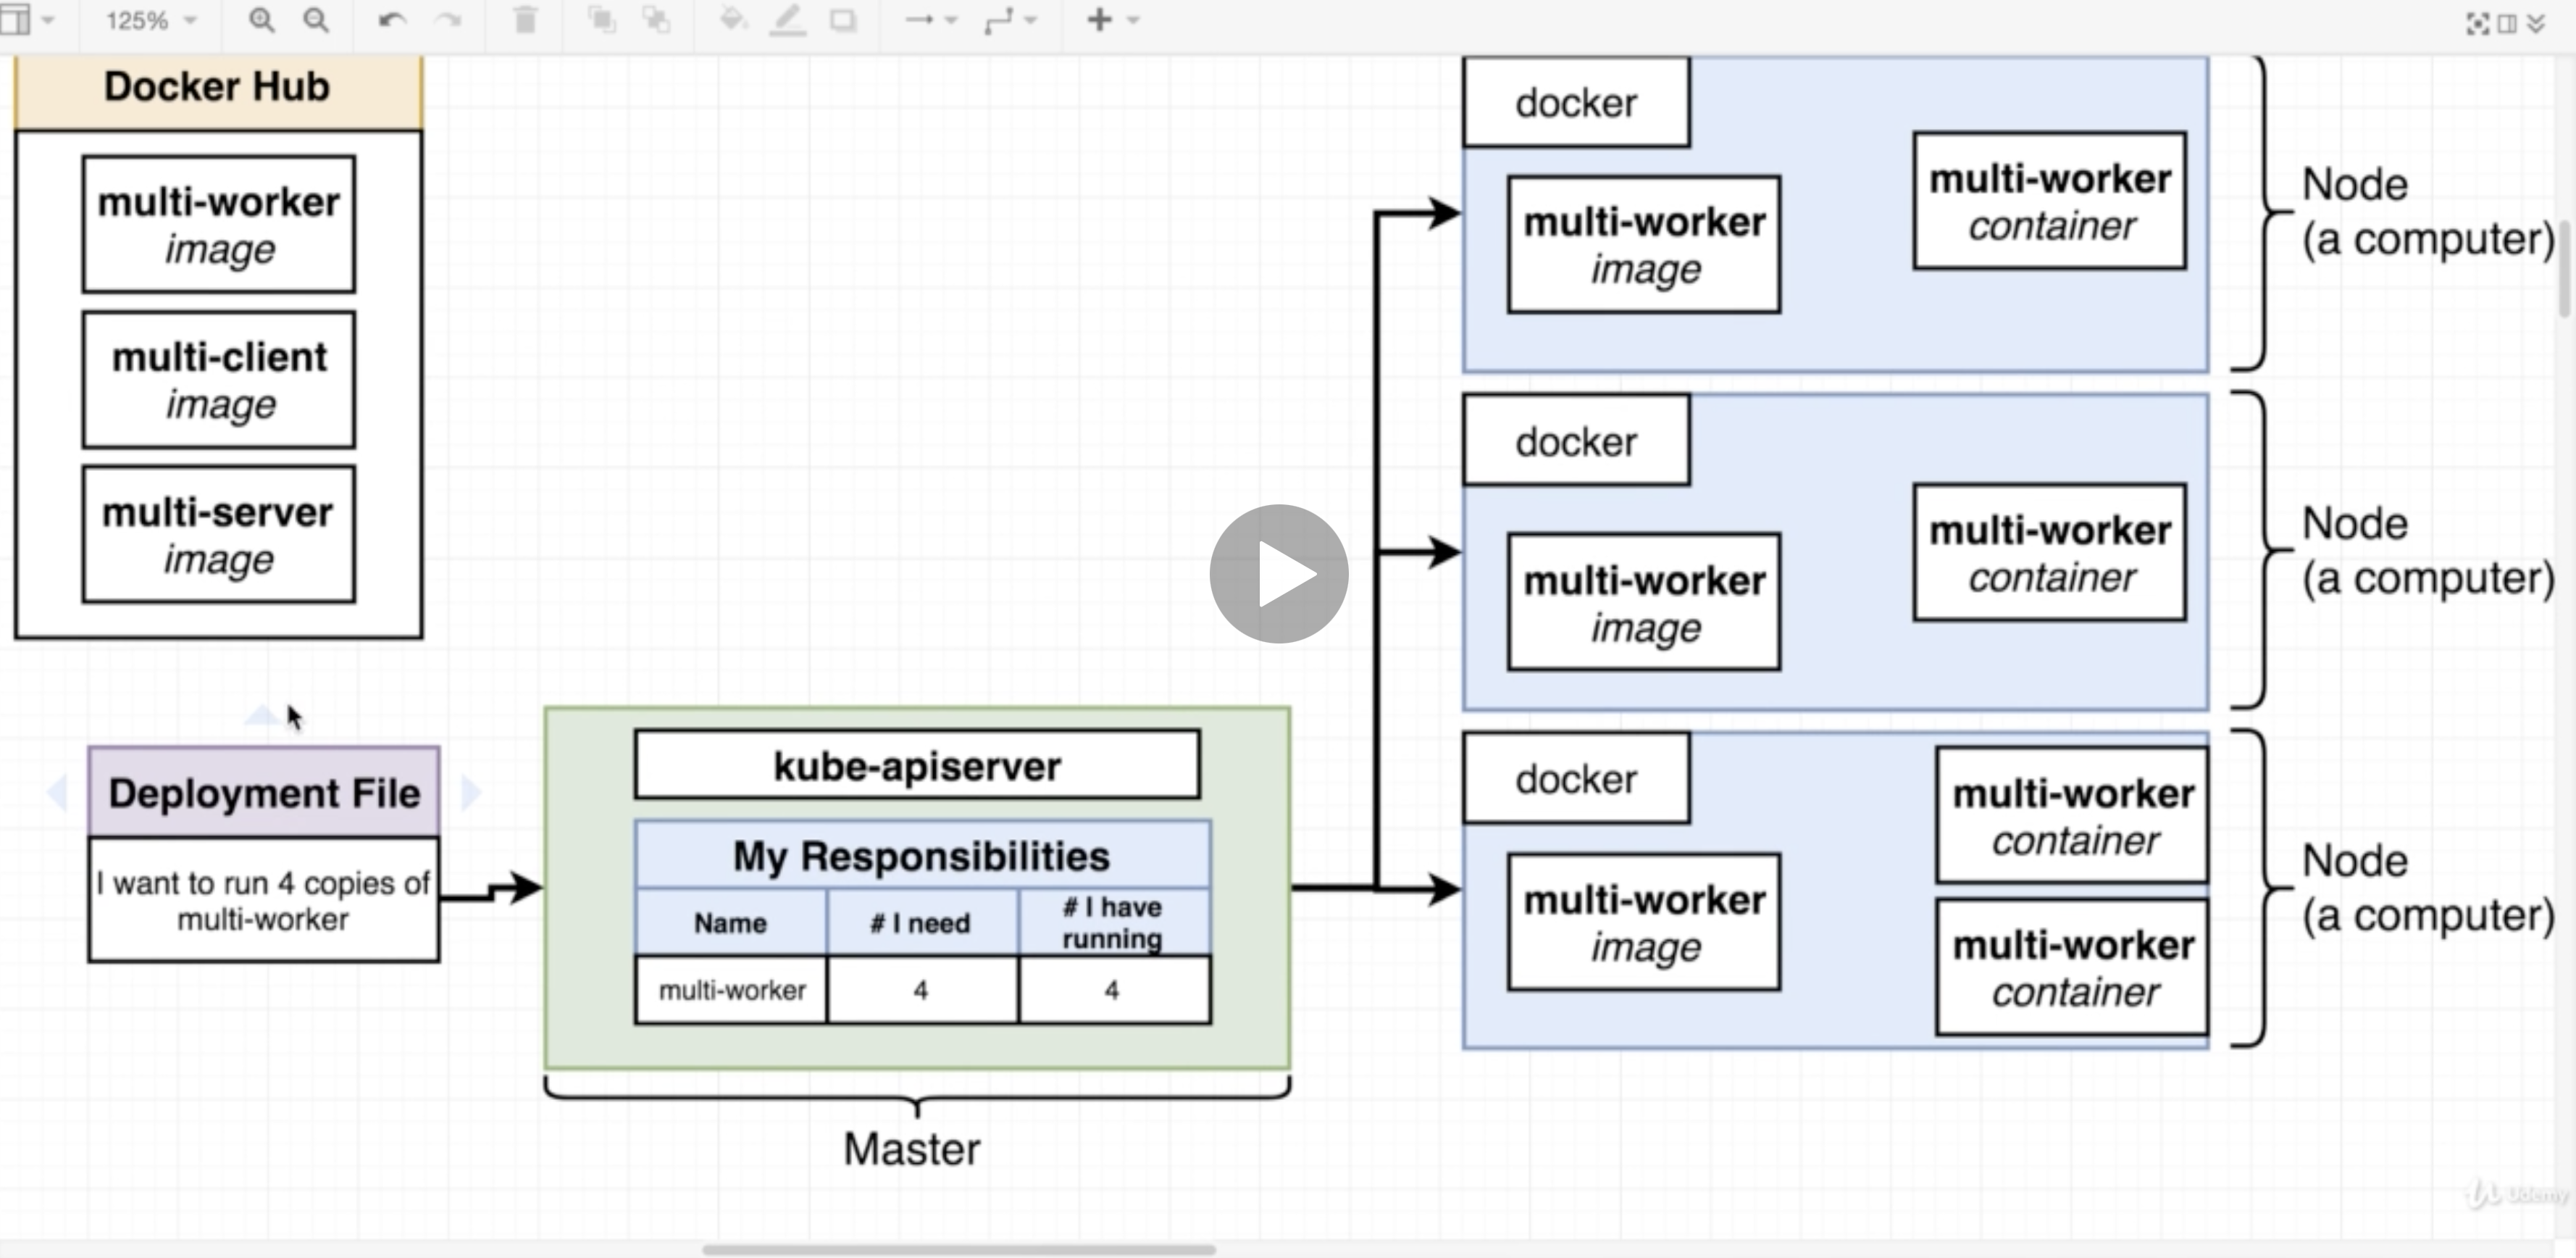 125%
Docker Hub
multi-worker
image
multi-client
image
multi-server
image
Deployment File
I want to run 4 copies of
multi-worker
kube-apiserver
My Responsibilities
Name
# I need
# I have
running
multi-worker
4
4
Master
docker
multi-worker
image
multi-worker
container
Node
(a computer)
docker
multi-worker
image
multi-worker
container
Node
(a computer)
docker
multi-worker
image
multi-worker
container
multi-worker
container
Node
(a computer)
Udemy